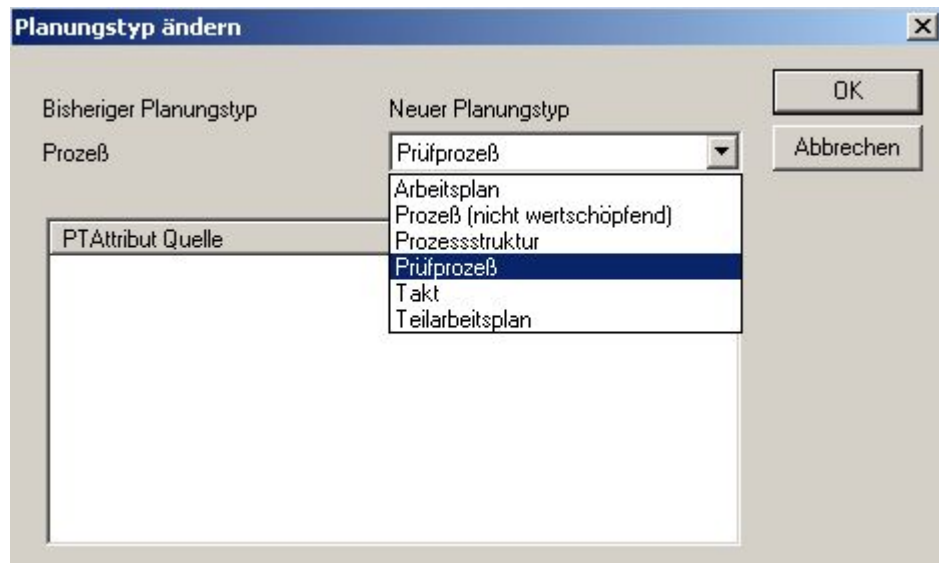 Planungstyp ändern
Bisheriger Planungstyp
Neuer Planungstyp
OK
Prozeß
Prüfprozeß
Abbrechen
Arbeitsplan
Prozeß (nicht wertschöpfend)
Prozessstruktur
Prüfprozeß
Takt
Teilarbeitsplan
PTAttribut Quelle